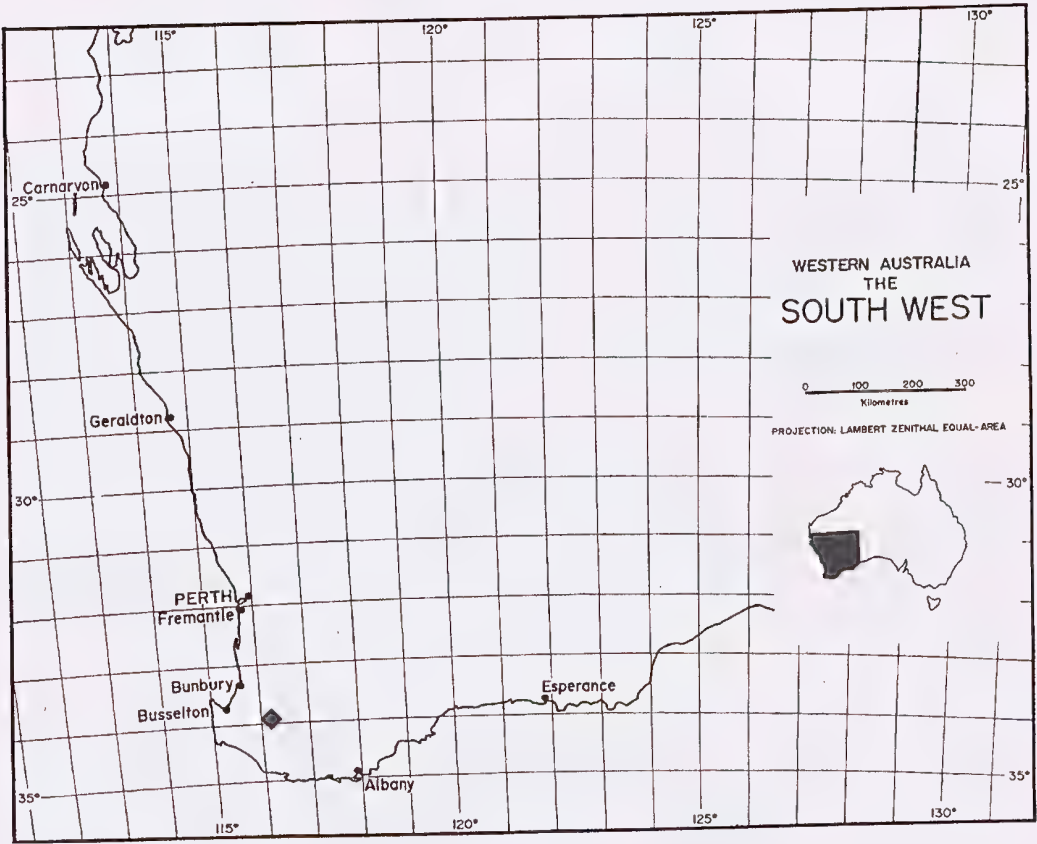 115°
120°
125°
130°
Carnarvon
25°
25°
WESTERN AUSTRALIA
THE
SOUTH WEST
0 100 200 300
Kilometres
PROJECTION: LAMBERT ZENITHAL EQUAL-AREA
Geraldton
30°
30°
PERTH
Fremantle
Bunbury
Busselton
Esperance
Albany
35°
35°
115°
120°
125°
130°